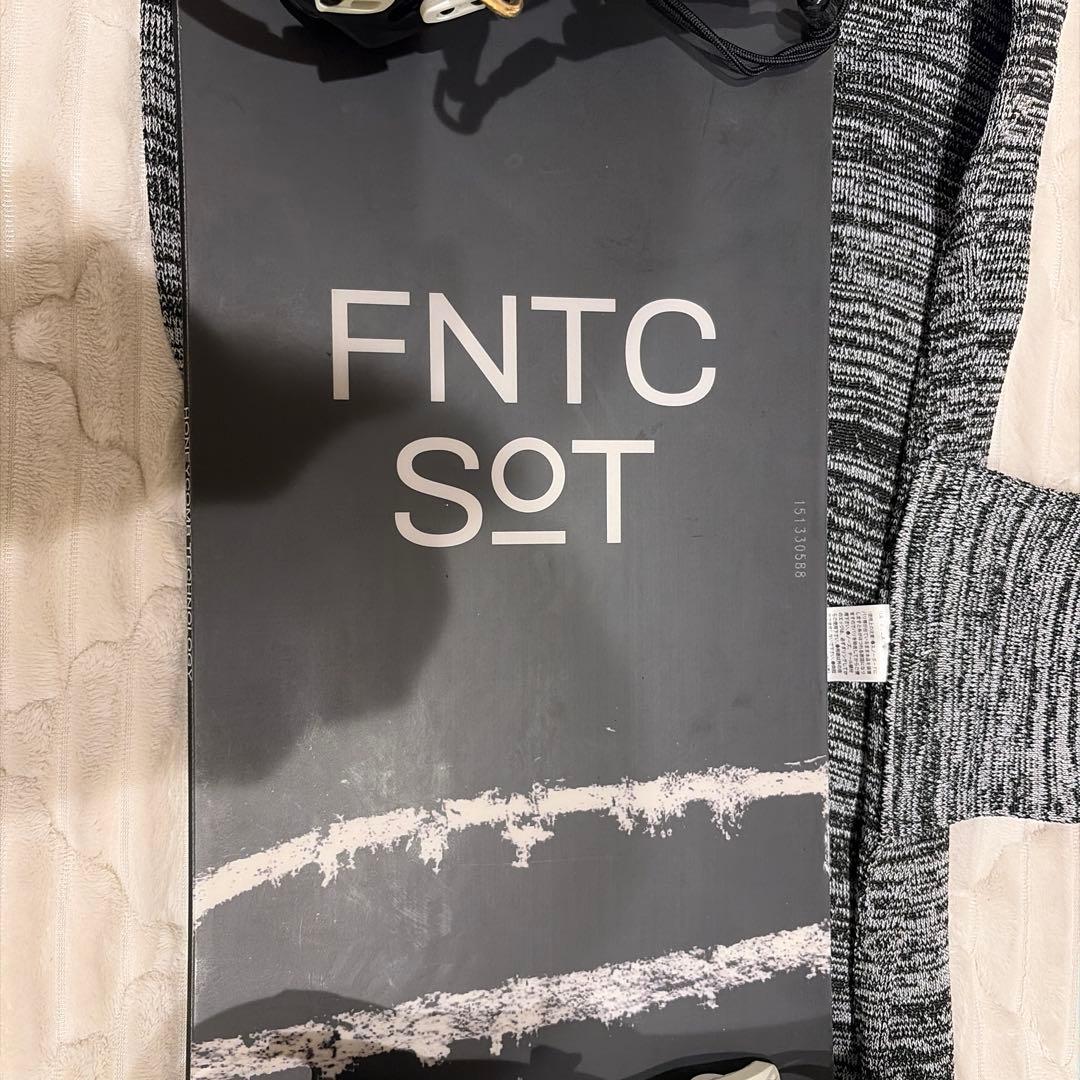 FNTC
SOT
151330588
HONEYCOMB TECHNOLOGY